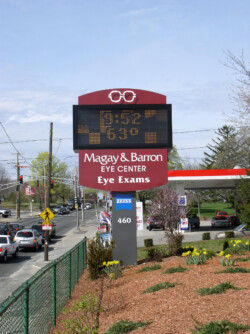 9:52
63°
Magay & Barron
EYE CENTER
Eye Exams
460